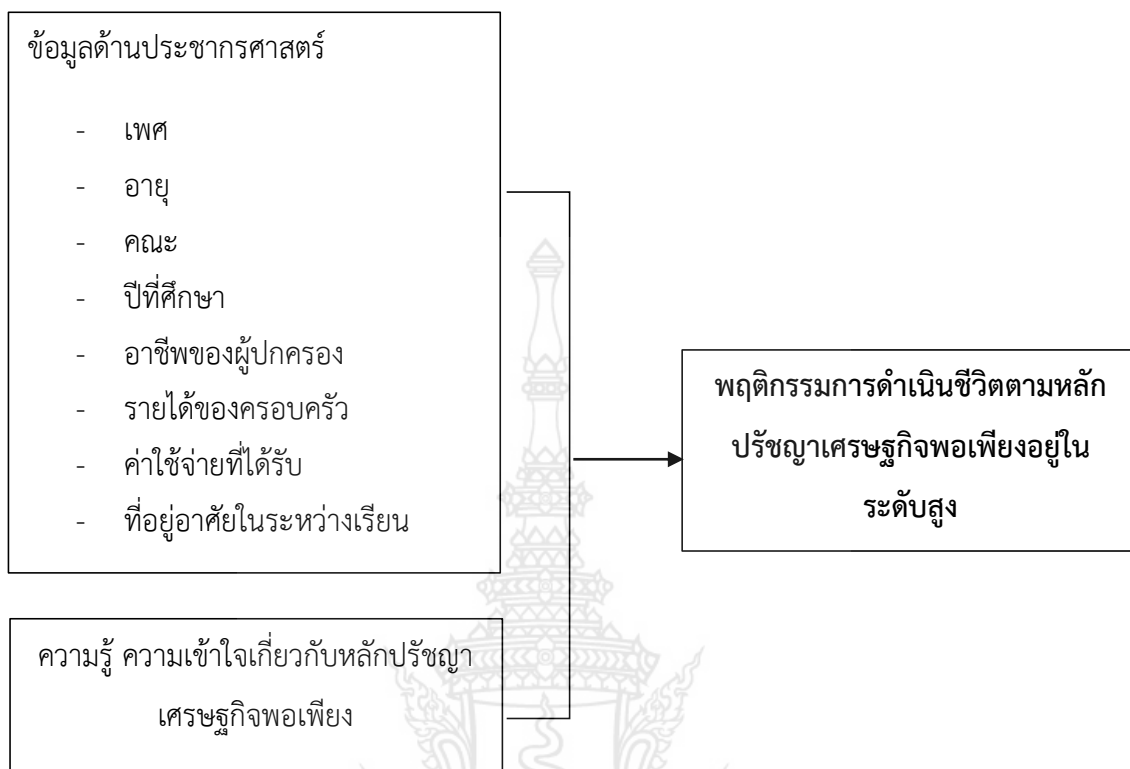 ข้อมูลด้านประชากรศาสตร์
- เพศ
- อายุ
- คณะ
- ปีที่ศึกษา
- อาชีพของผู้ปกครอง
- รายได้ของครอบครัว
- ค่าใช้จ่ายที่ได้รับ
- ที่อยู่อาศัยในระหว่างเรียน
ความรู้ ความเข้าใจเกี่ยวกับหลักปรัชญา
เศรษฐกิจพอเพียง
พฤติกรรมการดำเนินชีวิตตามหลัก
ปรัชญาเศรษฐกิจพอเพียงอยู่ใน
ระดับสูง